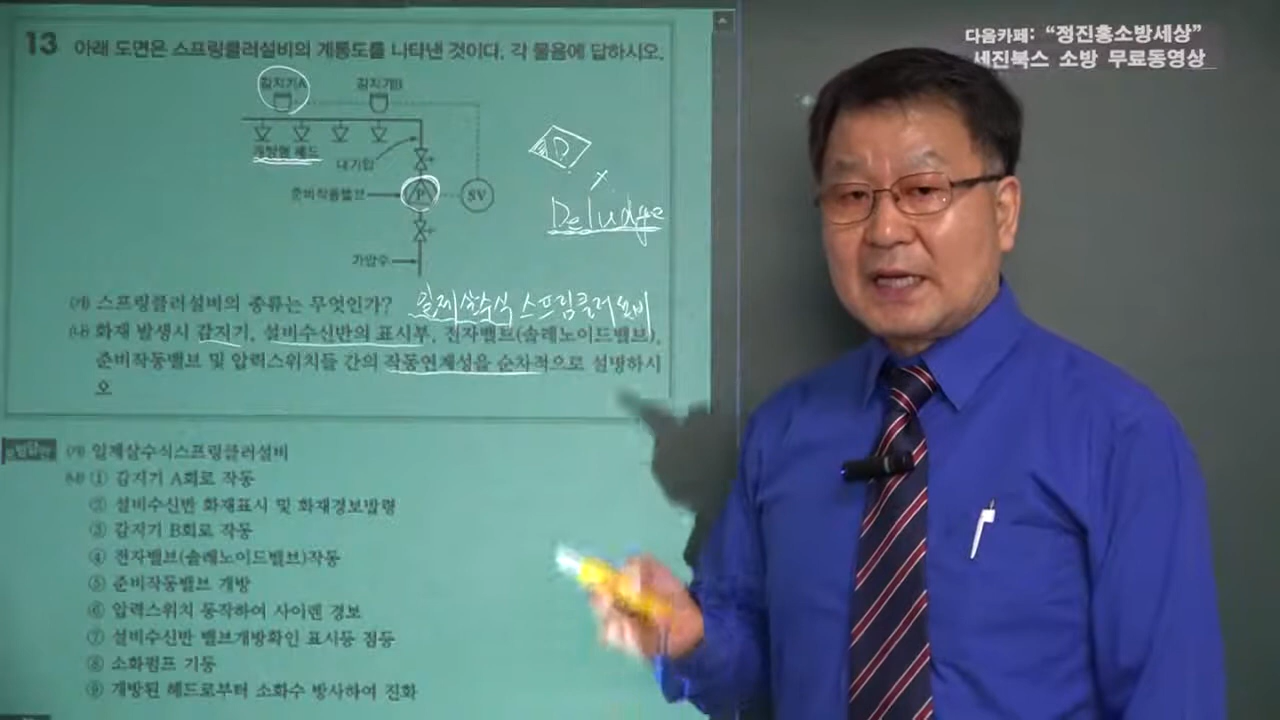 다음카페: “정진홍소방세상”
세진북스 소방 무료동영상
13 아래 도면은 스프링클러설비의 계통도를 나타낸 것이다. 각 물음에 답하시오.
감지기A 감지기B
개방형 헤드
대기압
준비작동밸브
P
SV
가압수
D
Deludge
(가) 스프링클러설비의 종류는 무엇인가? 일제살수식 스프링클러설비
(나) 화재 발생시 감지기, 설비수신반의 표시부, 전자밸브(솔레노이드밸브),
준비작동밸브 및 압력스위치들 간의 작동연계성을 순차적으로 설명하시
오
(가) 일제살수식스프링클러설비
(나) ① 감지기 A회로 작동
② 설비수신반 화재표시 및 화재경보발령
③ 감지기 B회로 작동
④ 전자밸브(솔레노이드밸브)작동
⑤ 준비작동밸브 개방
⑥ 압력스위치 동작하여 사이렌 경보
⑦ 설비수신반 밸브개방확인 표시등 점등
⑧ 소화펌프 기동
⑨ 개방된 헤드로부터 소화수 방사하여 진화